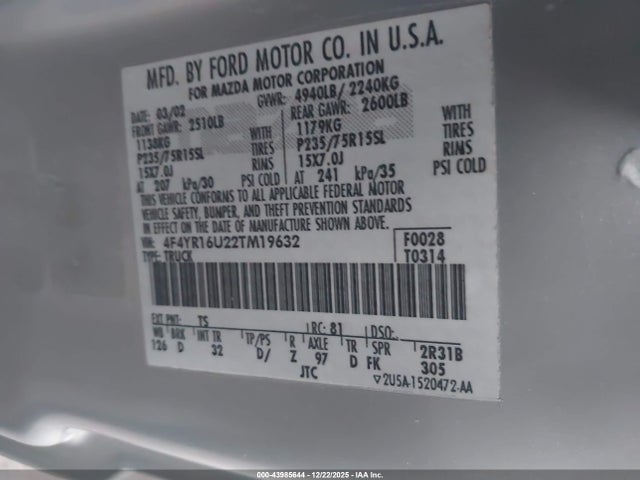 MFD. BY FORD MOTOR CO. IN U.S.A.
FOR MAZDA MOTOR CORPORATION
DATE: 03/02 GVWR: 4940LB/ 2240KG
FRONT GAWR: 2510LB REAR GAWR: 2600LB
1138KG WITH 1179KG WITH
P235/75R15SL TIRES P235/75R15SL TIRES
15X7.0J RIMS 15X7.0J RIMS
AT 207 kPa/30 PSI COLD AT 241 kPa/35 PSI COLD
THIS VEHICLE CONFORMS TO ALL APPLICABLE FEDERAL MOTOR
VEHICLE SAFETY, BUMPER, AND THEFT PREVENTION STANDARDS
IN EFFECT ON THE DATE OF MANUFACTURE SHOWN ABOVE.
VIN: 4F4YR16U22TM19632 F0028
TYPE: TRUCK T0314
EXT PNT: TS RC: 81 DSO:
WB BRK INT TR TP/PS R AXLE TR SPR 2R31B
126 D 32 D/ Z 97 D FK 305
JTC ▽2U5A-1520472-AA
000-43985644 - 12/22/2025 - IAAI, Inc.